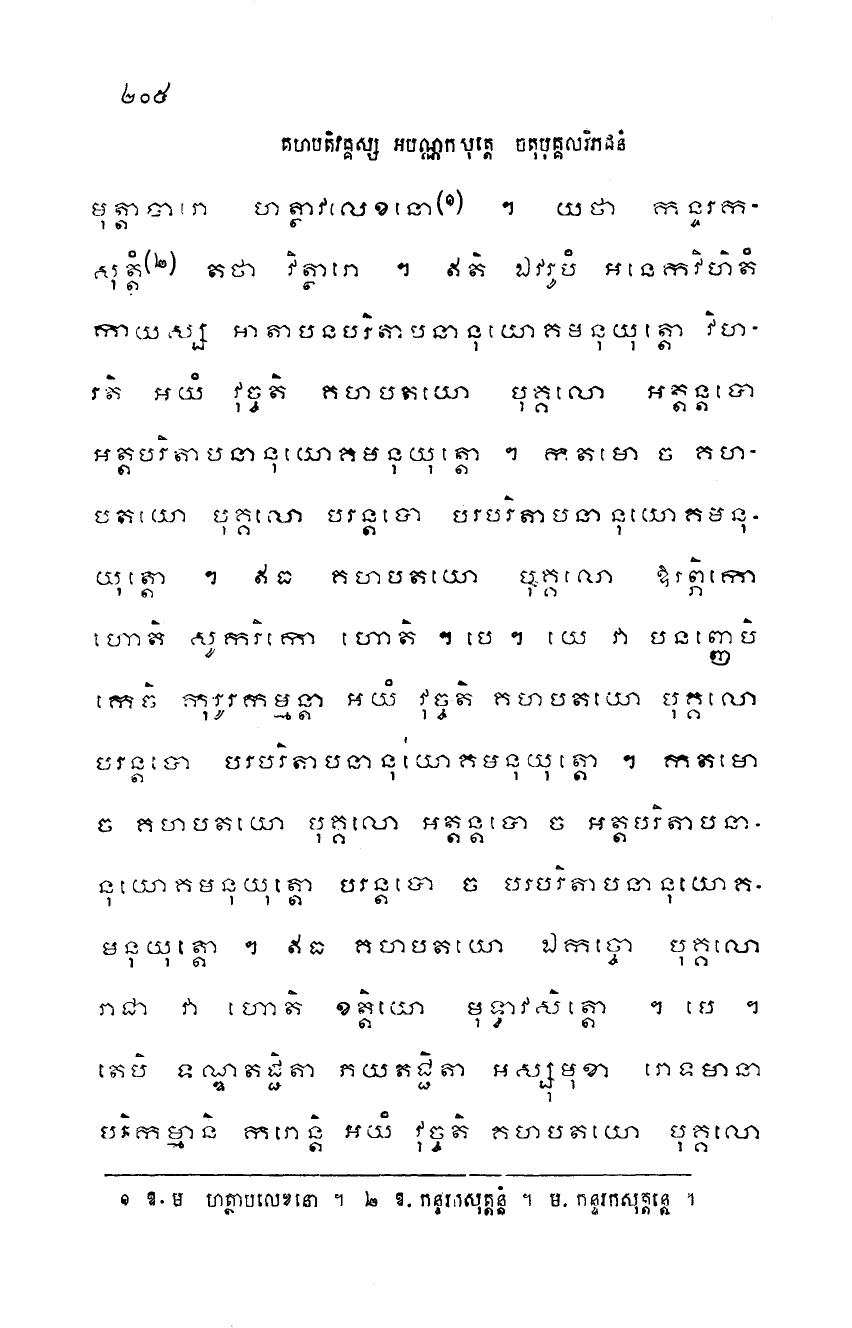 ២០៥
គហបតិវគ្គស្ស អបណ្ណកសុត្តេ ចតុបុគ្គលវិភជនំ
មុត្តាចារោ ហត្ថាវលេខនោ(១) ។ យថា កន្ទរក-
សុត្តំ(២) តថា វិត្ថារោ ។ ឥតិ ឯវរូបំ អនេកវិហិតំ
កាយស្ស អាតាបនបរិតាបនានុយោគមនុយុត្តោ វិហ-
រតិ អយំ វុច្ចតិ គហបតយោ បុគ្គលោ អត្តន្តទោ
អត្តបរិតាបនានុយោគមនុយុត្តោ ។ កតមោ ច គហ-
បតយោ បុគ្គលោ បរន្តទោ បរបរិតាបនានុយោគមនុ-
យុត្តោ ។ ឥធ គហបតយោ បុគ្គលោ ឱរព្ភិកោ
ហោតិ សូករិកោ ហោតិ ។ បេ ។ យេ វា បនញ្ញេបិ
កេចិ កុរូរកម្មន្តា អយំ វុច្ចតិ គហបតយោ បុគ្គលោ
បរន្តទោ បរបរិតាបនានុយោគមនុយុត្តោ ។ កតមោ
ច គហបតយោ បុគ្គលោ អត្តន្តទោ ច អត្តបរិតាបនា-
នុយោគមនុយុត្តោ បរន្តទោ ច បរបរិតាបនានុយោគ-
មនុយុត្តោ ។ ឥធ គហបតយោ ឯកច្ចោ បុគ្គលោ
រាជា វា ហោតិ ខត្តិយោ មុទ្ធាវសិត្តោ ។ បេ ។
តេបិ ទណ្ឌតជ្ជិតា ភយតជ្ជិតា អស្សុមុខា រោទមានា
បរិកម្មានិ ករោន្តិ អយំ វុច្ចតិ គហបតយោ បុគ្គលោ
១ ឱ. ម ហត្ថាបលេខនោ ។ ២ ឱ. កន្ទរកសុត្តន្តំ ។ ម. កន្ទរកសុត្តន្តេ ។